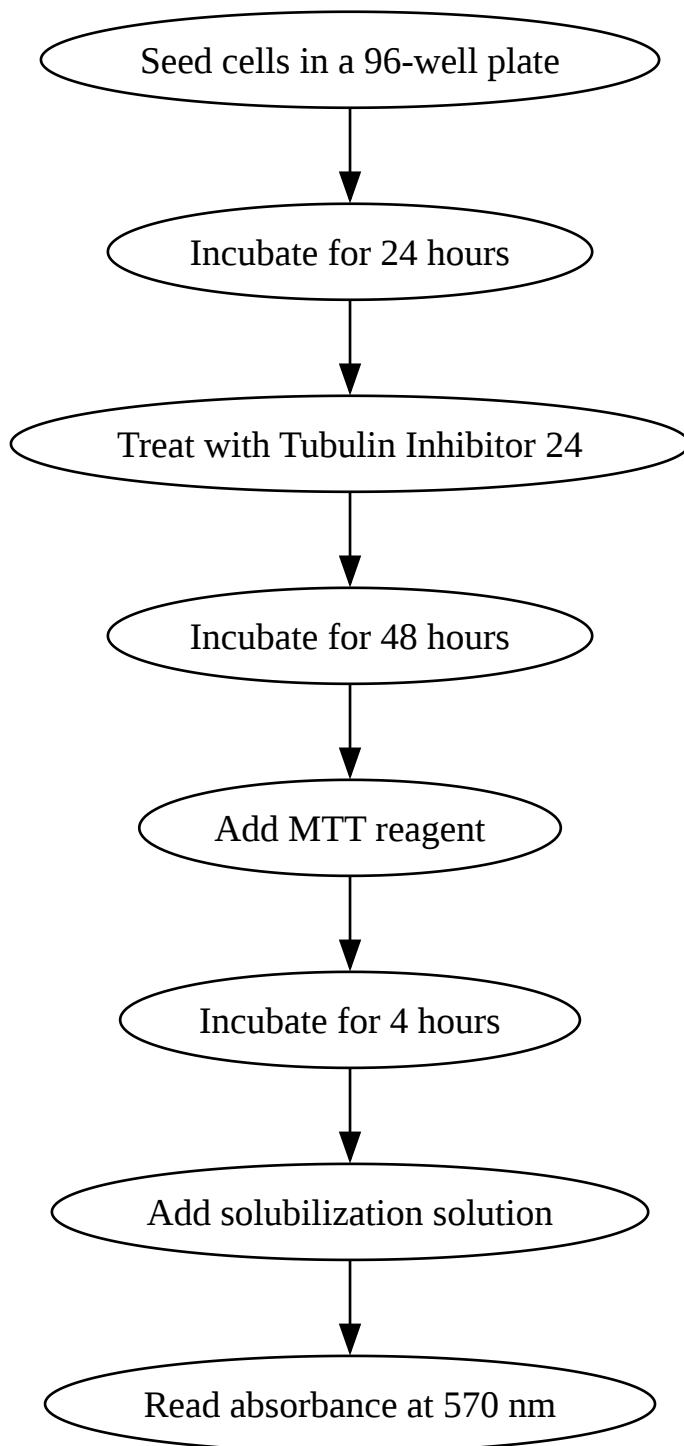 Seed cells in a 96-well plate
Incubate for 24 hours
Treat with Tubulin Inhibitor 24
Incubate for 48 hours
Add MTT reagent
Incubate for 4 hours
Add solubilization solution
Read absorbance at 570 nm